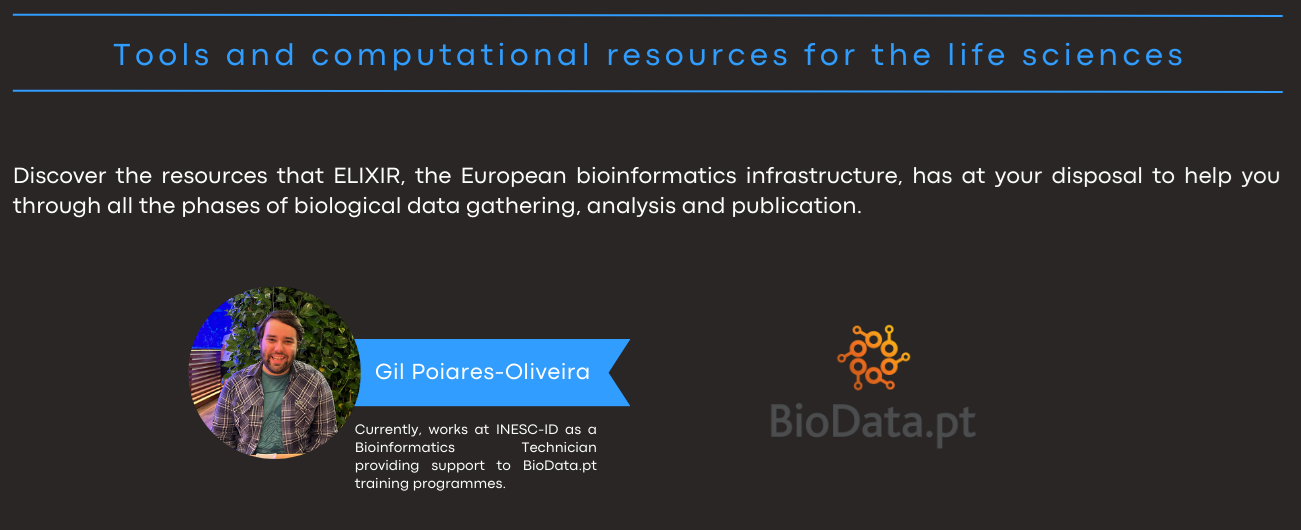 Tools and computational resources for the life sciences
Discover the resources that ELIXIR, the European bioinformatics infrastructure, has at your disposal to help you
through all the phases of biological data gathering, analysis and publication.
Gil Poiares-Oliveira
Currently, works at INESC-ID as a
Bioinformatics Technician
providing support to BioData.pt
training programmes.
BioData.pt